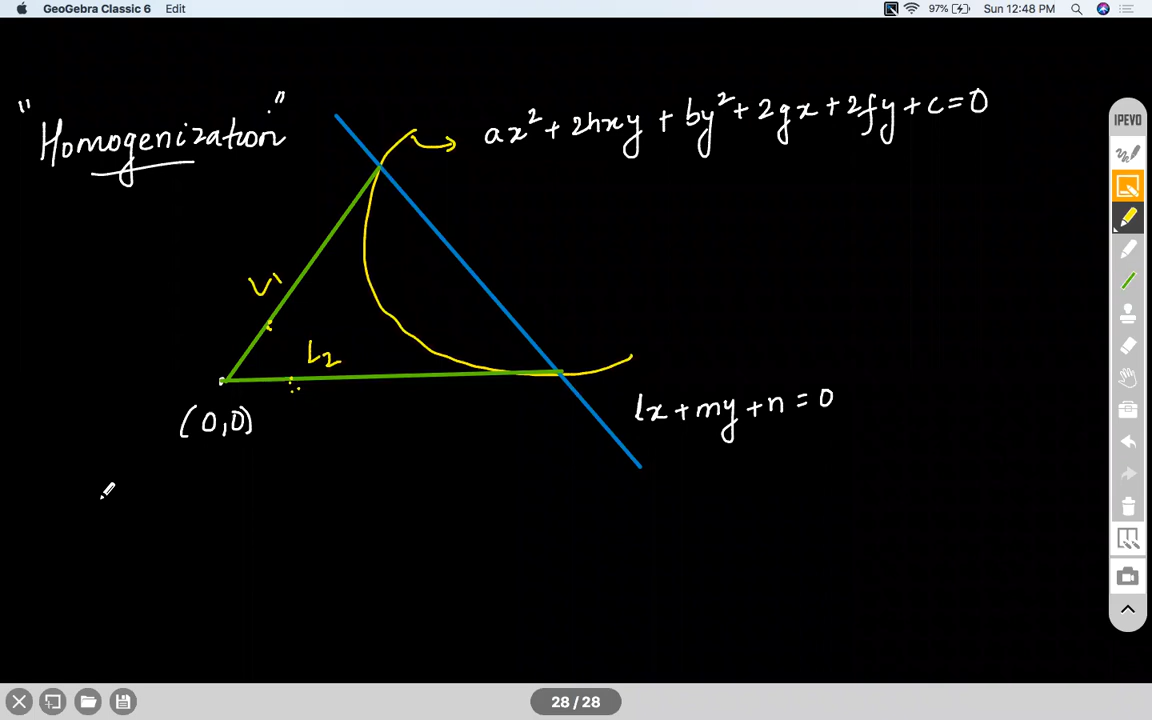 GeoGebra Classic 6 Edit
97% Sun 12:48 PM
"Homogenization"
ax² + 2hxy + by² + 2gx + 2fy + c = 0
IPEVO
L₂
(0,0)
lx + my + n = 0
28 / 28